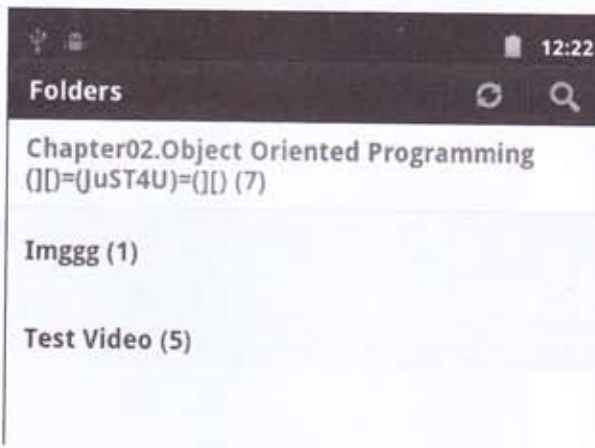 12:22
Folders
Chapter02.Object Oriented Programming
(][)=(JuST4U)=(][) (7)
Imggg (1)
Test Video (5)